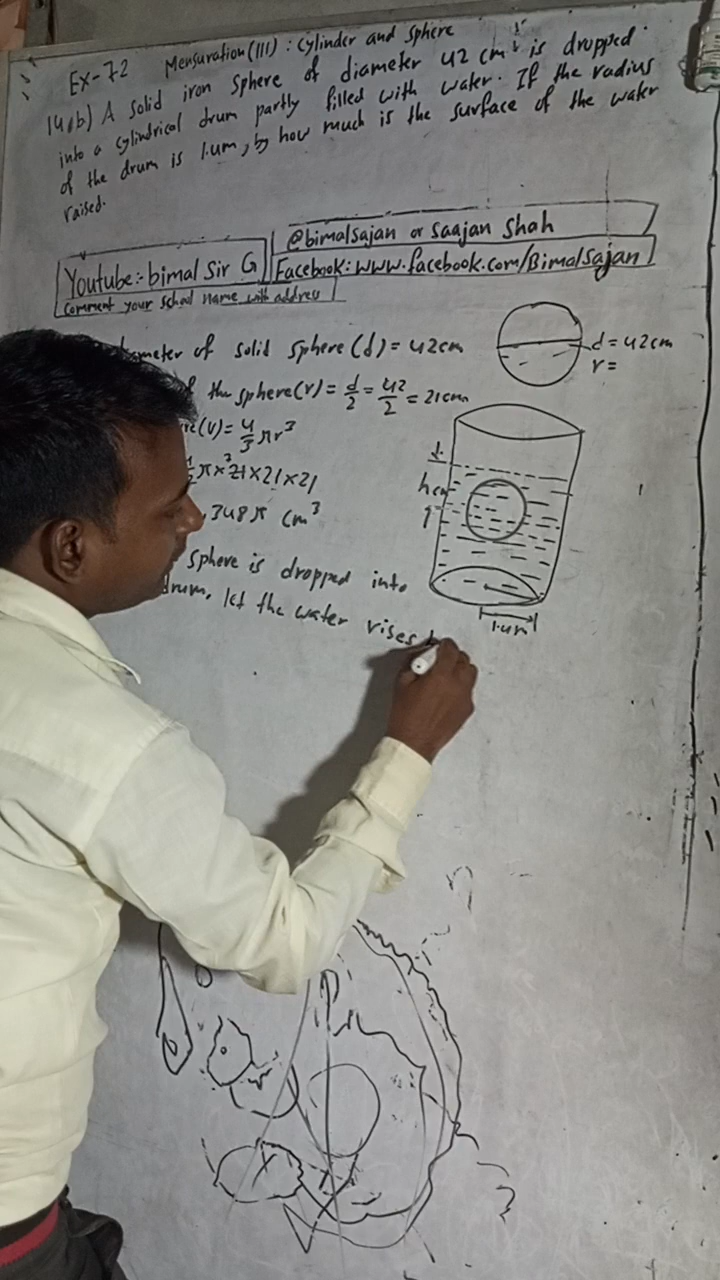 Ex-7.2 Mensuration (III) : Cylinder and sphere
14.b) A solid iron sphere of diameter 42 cm is dropped
into a cylindrical drum partly filled with water. If the radius
of the drum is 1.4m, by how much is the surface of the water
raised.
@bimalsajan or Saajan Shah
Youtube:- bimal Sir G
Facebook: www.facebook.com/BimalSajan
Comment your school name with address
ameter of solid sphere (d) = 42cm
d = 42cm
r =
the sphere (r) = d/2 = 42/2 = 21cm
(v) = 4/3 πr³
π × 21 × 21 × 21
348 π cm³
h cm
sphere is dropped into
drum, let the water rises
1.4m